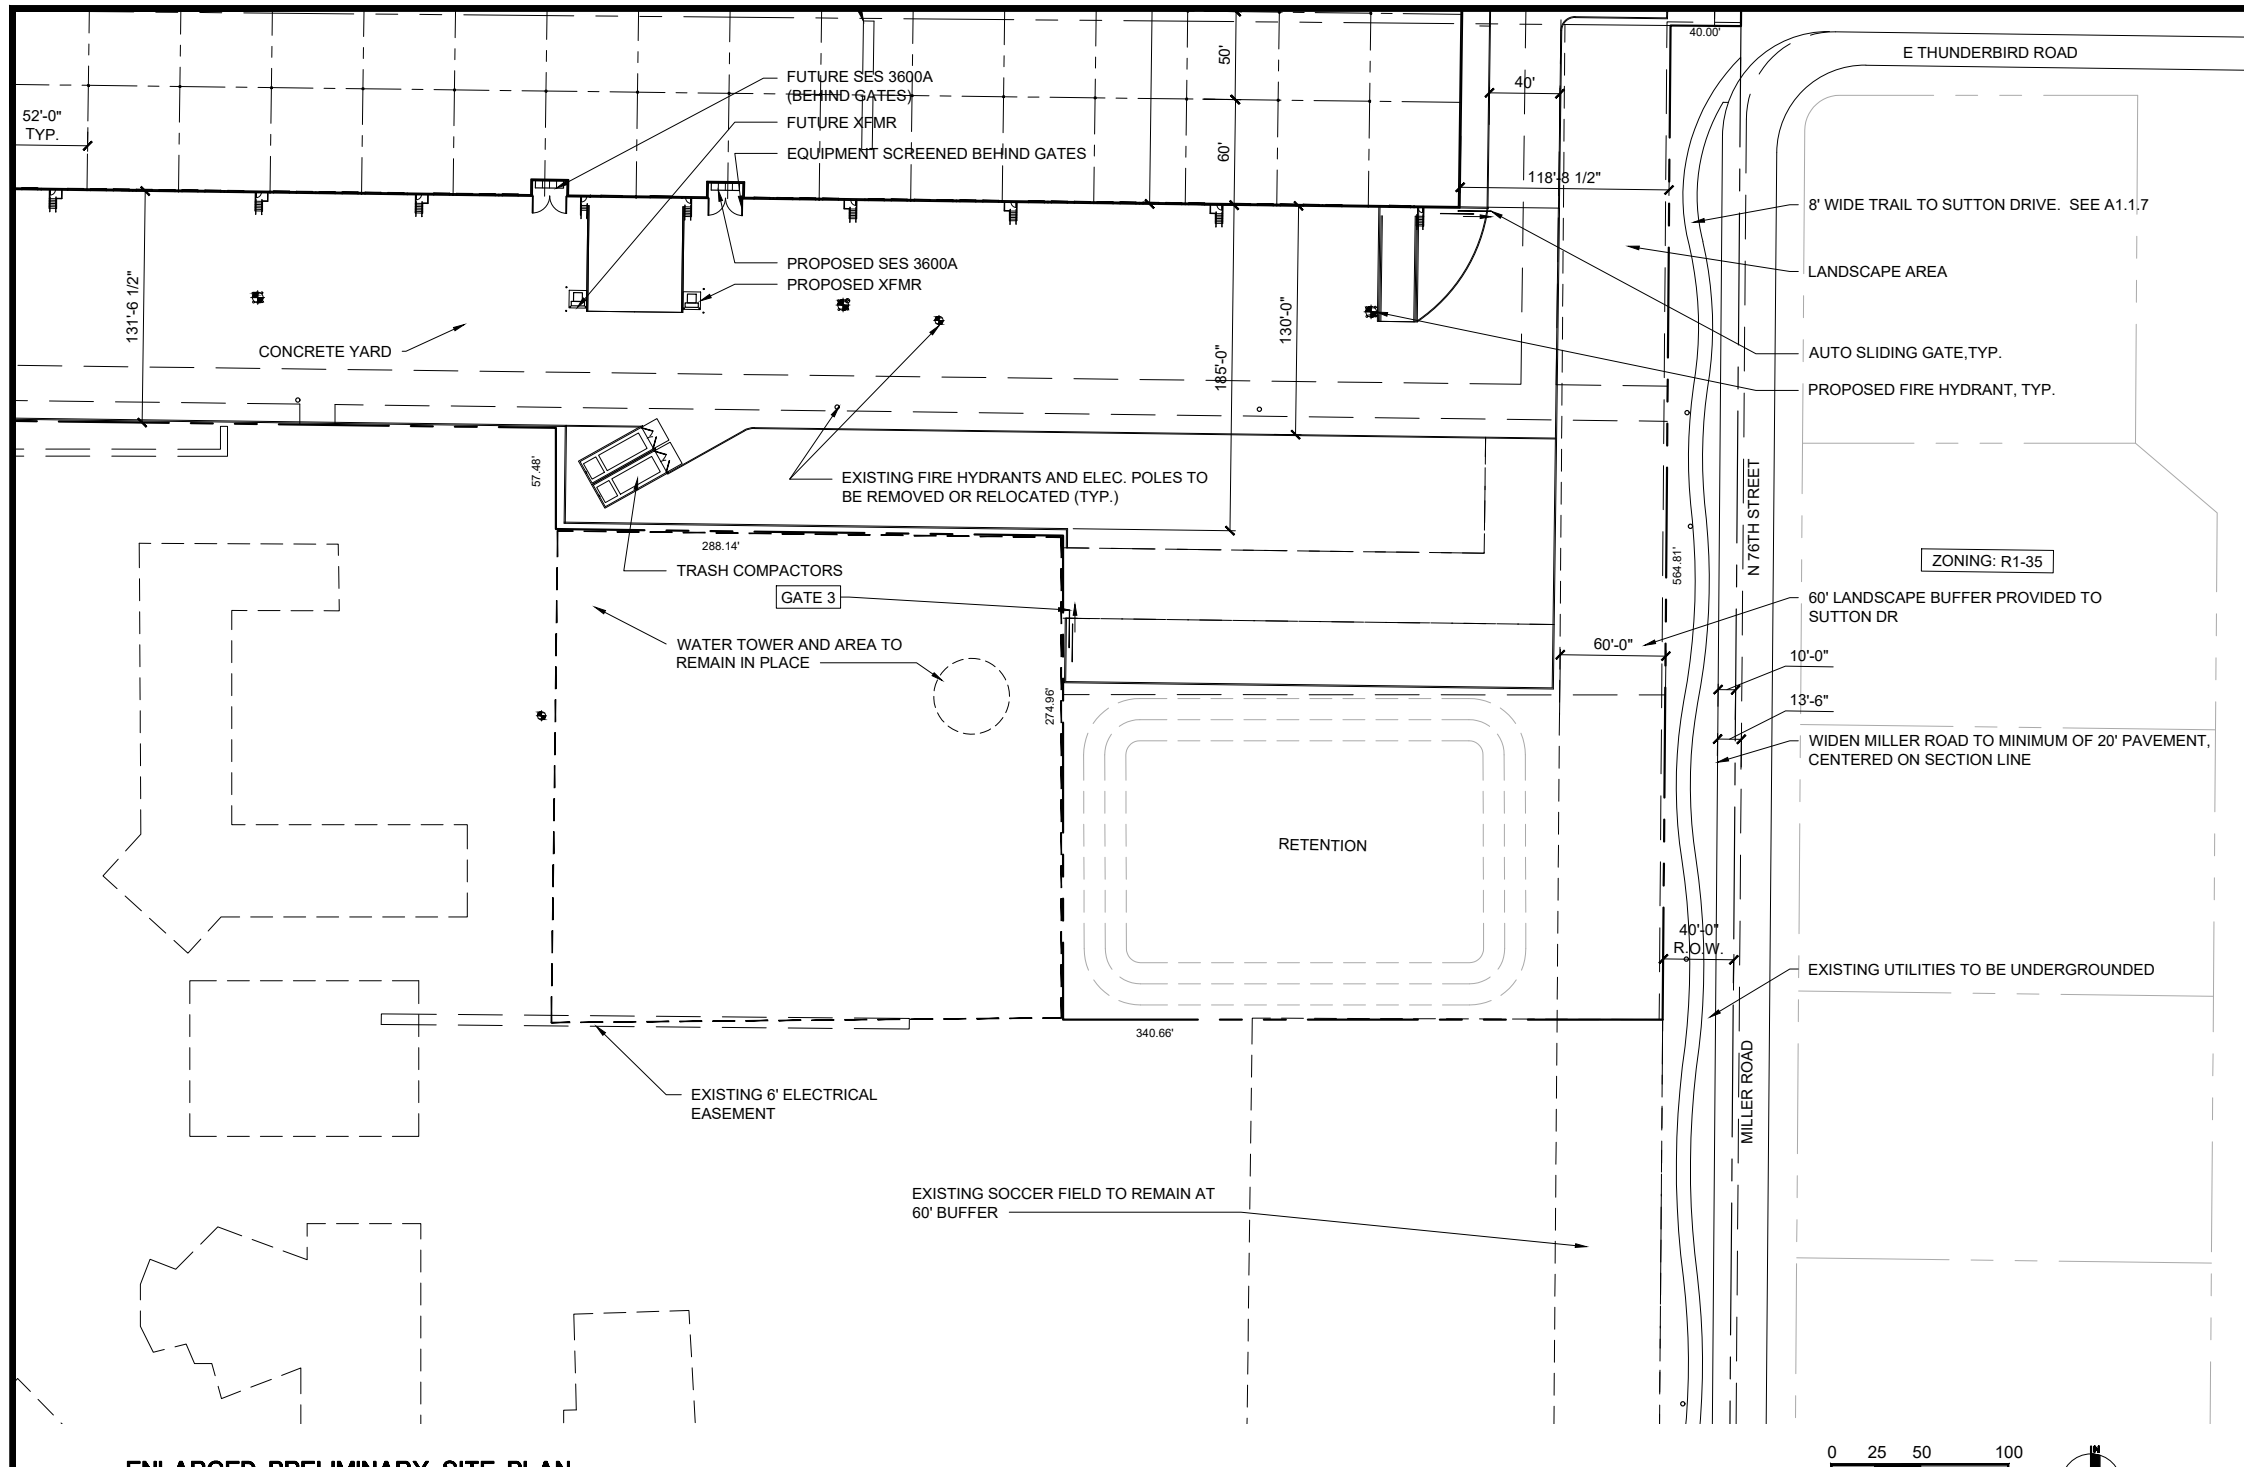 40.00'
E THUNDERBIRD ROAD
50'
FUTURE SES 3600A
(BEHIND GATES)
40'
52'-0"
TYP.
FUTURE XFMR
EQUIPMENT SCREENED BEHIND GATES
60'
118'-8 1/2"
8' WIDE TRAIL TO SUTTON DRIVE. SEE A1.1.7
PROPOSED SES 3600A
PROPOSED XFMR
LANDSCAPE AREA
131'-6 1/2"
130'-0"
CONCRETE YARD
185'-0"
AUTO SLIDING GATE,TYP.
PROPOSED FIRE HYDRANT, TYP.
57.48'
EXISTING FIRE HYDRANTS AND ELEC. POLES TO
BE REMOVED OR RELOCATED (TYP.)
N 76TH STREET
288.14'
TRASH COMPACTORS
564.81'
ZONING: R1-35
GATE 3
60' LANDSCAPE BUFFER PROVIDED TO
SUTTON DR
WATER TOWER AND AREA TO
REMAIN IN PLACE
60'-0"
10'-0"
274.96'
13'-6"
WIDEN MILLER ROAD TO MINIMUM OF 20' PAVEMENT,
CENTERED ON SECTION LINE
RETENTION
40'-0"
R.O.W.
EXISTING UTILITIES TO BE UNDERGROUNDED
340.66'
MILLER ROAD
EXISTING 6' ELECTRICAL
EASEMENT
EXISTING SOCCER FIELD TO REMAIN AT
60' BUFFER
ENLARGED PRELIMINARY SITE PLAN
0 25 50 100
N